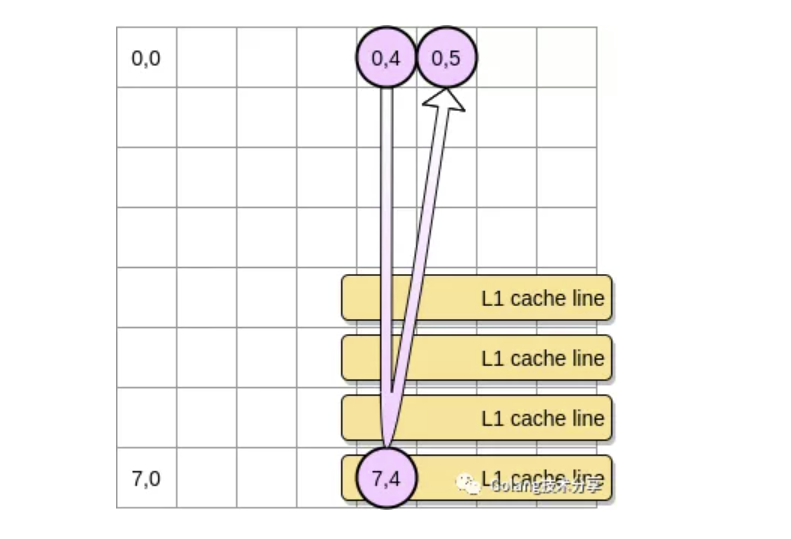 0,0
0,4
0,5
L1 cache line
L1 cache line
L1 cache line
7,0
7,4
L1 cache line
Golang技术分享